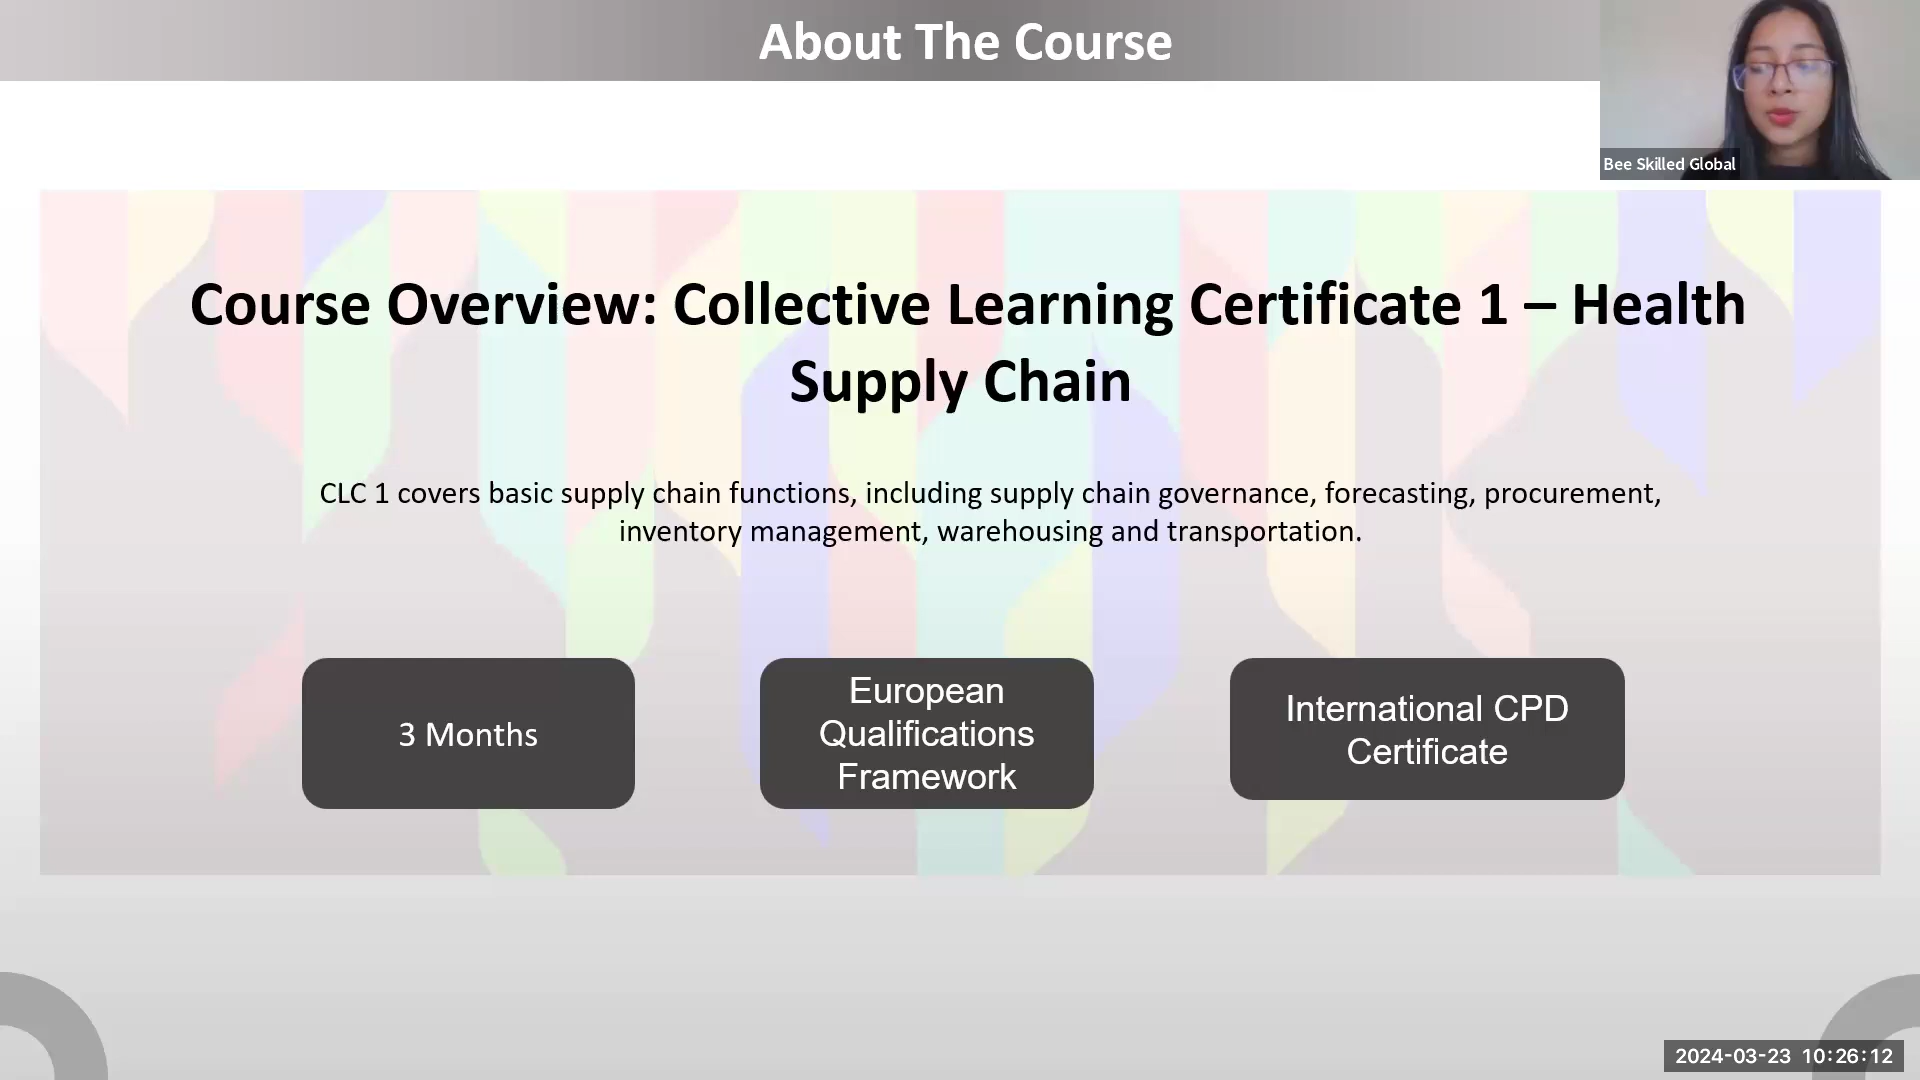 About The Course
Bee Skilled Global
Course Overview: Collective Learning Certificate 1 – Health
Supply Chain
CLC 1 covers basic supply chain functions, including supply chain governance, forecasting, procurement,
inventory management, warehousing and transportation.
3 Months
European
Qualifications
Framework
International CPD
Certificate
2024-03-23 10:26:12